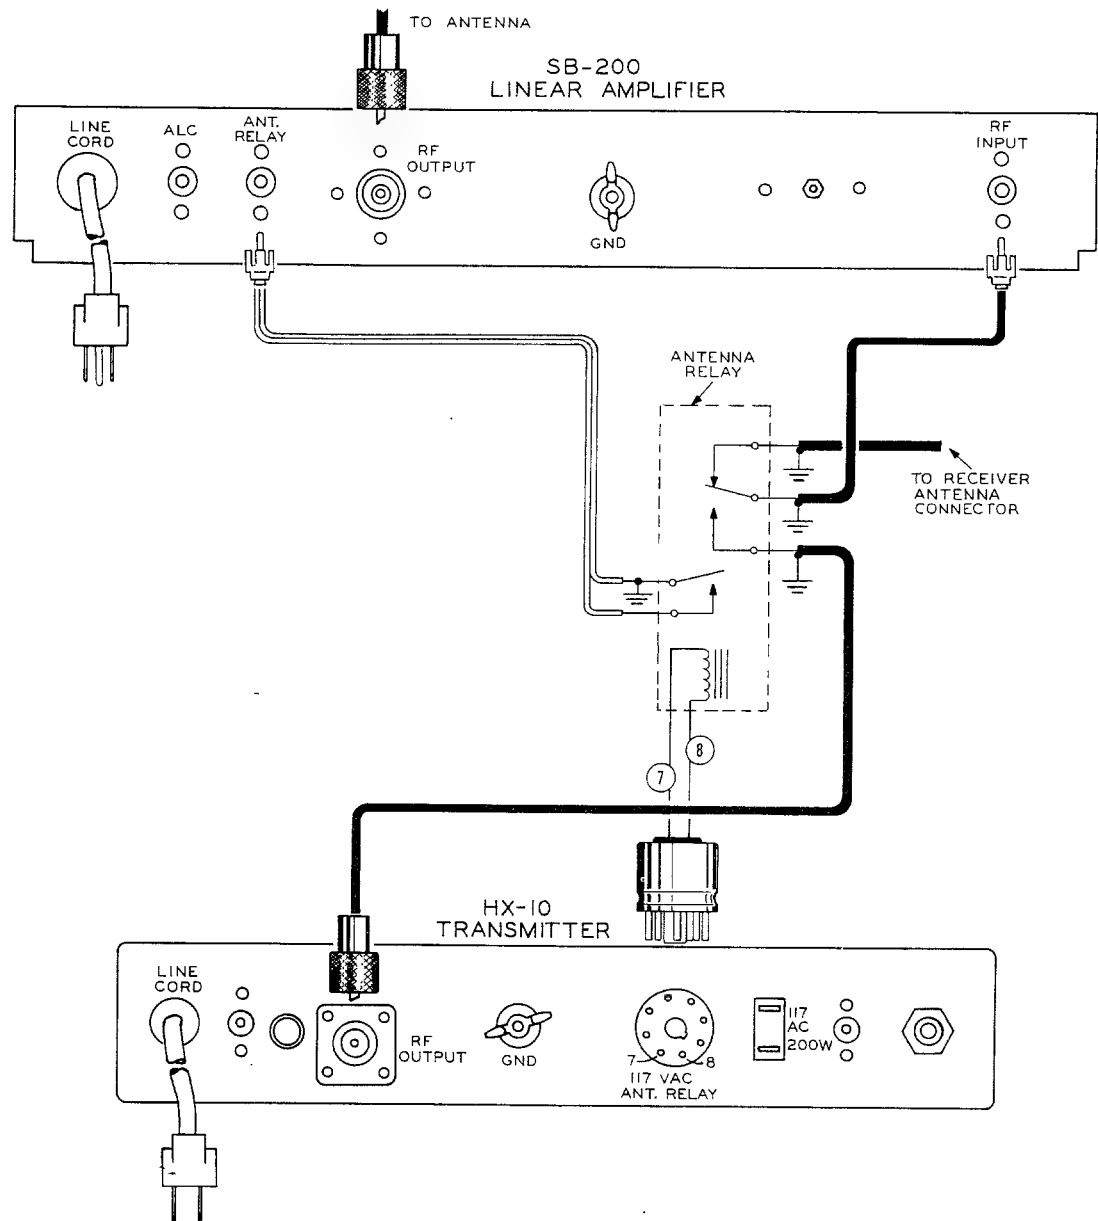 TO ANTENNA
SB-200
LINEAR AMPLIFIER
LINE
CORD
ALC
ANT.
RELAY
RF
OUTPUT
GND
RF
INPUT
ANTENNA
RELAY
TO RECEIVER
ANTENNA
CONNECTOR
8
7
HX-10
TRANSMITTER
LINE
CORD
RF
OUTPUT
GND
7
8
117 VAC
ANT. RELAY
117
AC
200W